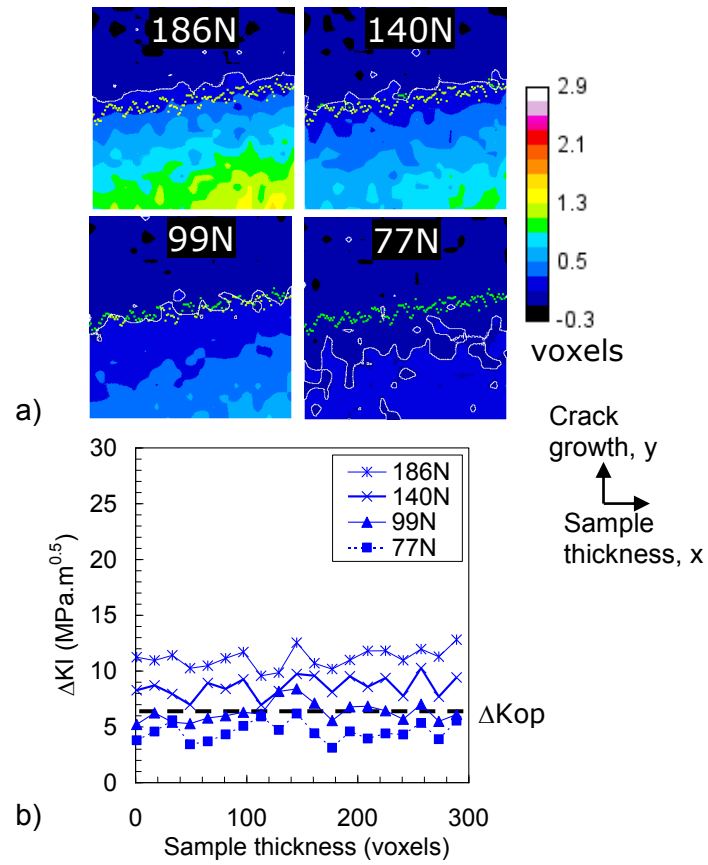 186N
140N
99N
77N
2.9
2.1
1.3
0.5
-0.3
voxels
a)
Crack
growth, y
Sample
thickness, x
30
25
20
15
10
5
0
ΔKI (MPa.m^0.5)
186N
140N
99N
77N
ΔKop
0
100
200
300
b)
Sample thickness (voxels)